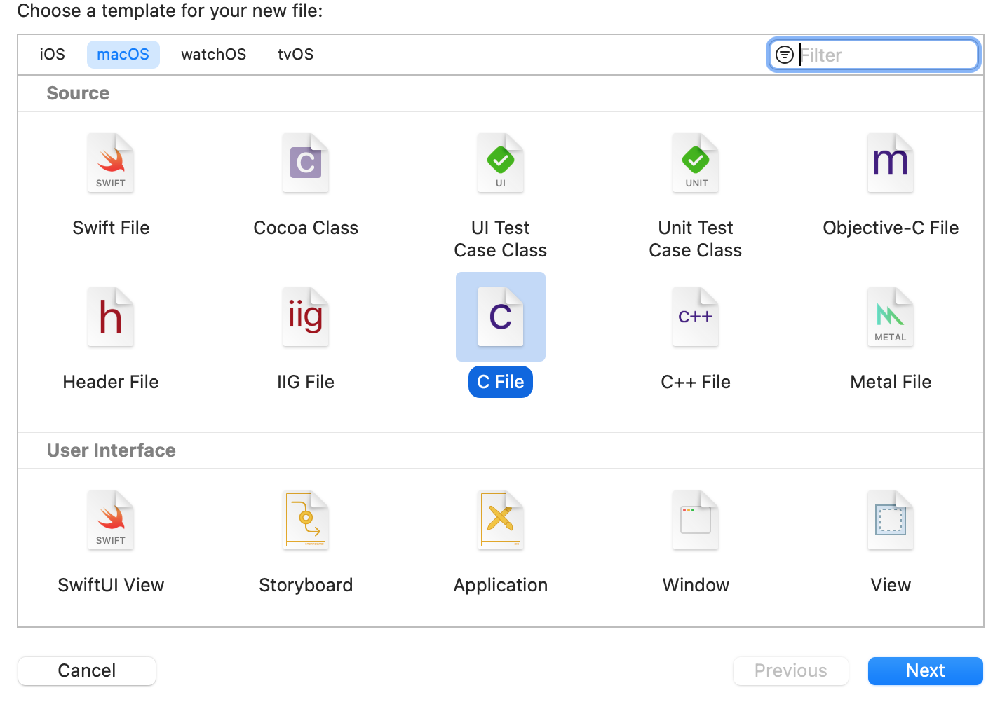 Choose a template for your new file:
iOS macOS watchOS tvOS Filter
Source
SWIFT C UI UNIT m
Swift File Cocoa Class UI Test Case Class Unit Test Case Class Objective-C File
h iig C C++ METAL
Header File IIG File C File C++ File Metal File
User Interface
SWIFT
SwiftUI View Storyboard Application Window View
Cancel Previous Next